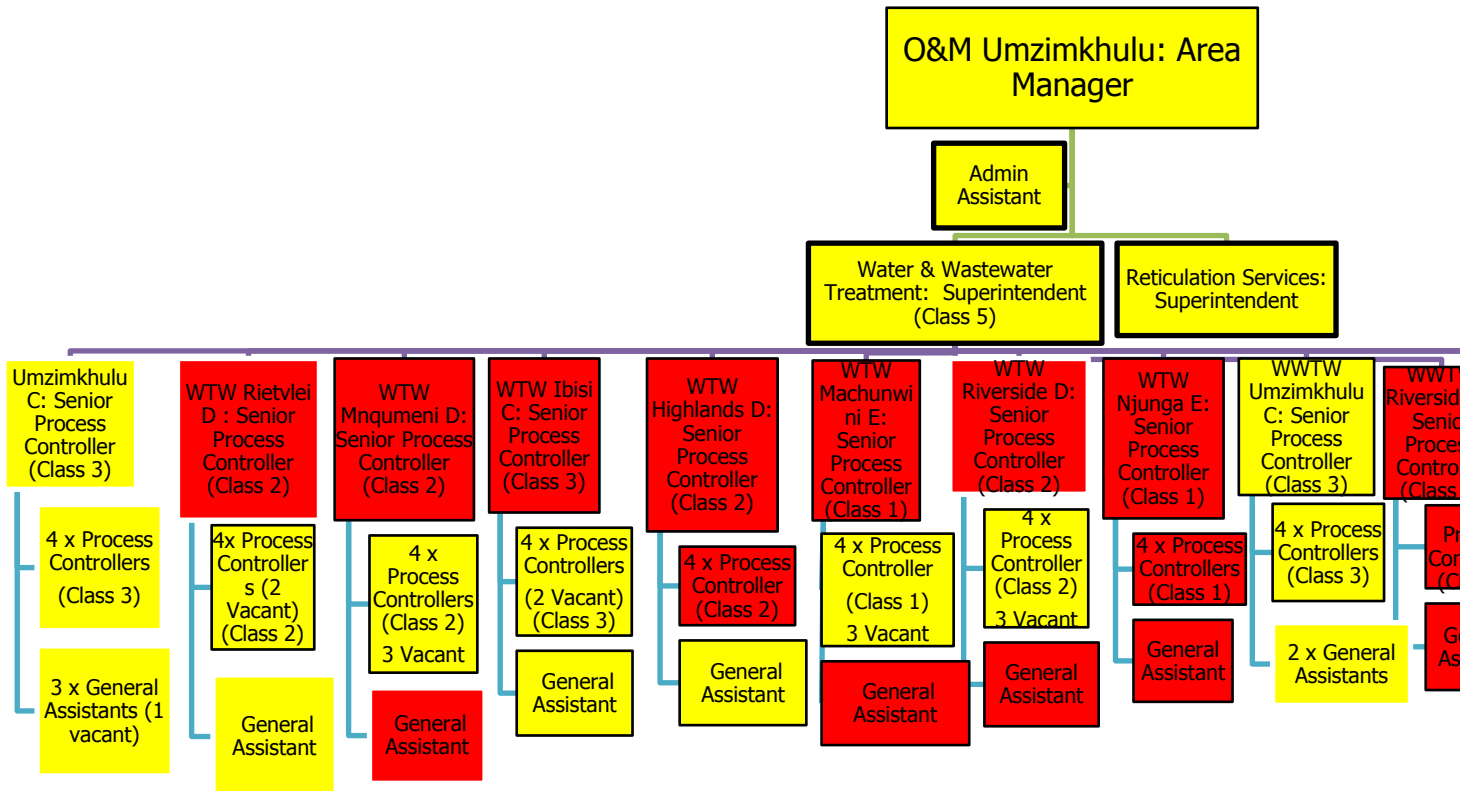 O&M Umzimkhulu: Area
Manager
Admin
Assistant
Water & Wastewater
Treatment: Superintendent
(Class 5)
Reticulation Services:
Superintendent
Umzimkhulu
C: Senior
Process
Controller
(Class 3)
4 x Process
Controllers
(Class 3)
3 x General
Assistants (1
vacant)
WTW Rietvlei
D : Senior
Process
Controller
(Class 2)
4x Process
Controller
s (2
Vacant)
(Class 2)
General
Assistant
WTW
Mnqumeni D:
Senior Process
Controller
(Class 2)
4 x
Process
Controllers
(Class 2)
3 Vacant
General
Assistant
WTW Ibisi
C: Senior
Process
Controller
(Class 3)
4 x Process
Controllers
(2 Vacant)
(Class 3)
General
Assistant
WTW
Highlands D:
Senior
Process
Controller
(Class 2)
4 x Process
Controller
(Class 2)
General
Assistant
WTW
Machunwi
ni E:
Senior
Process
Controller
(Class 1)
4 x Process
Controller
(Class 1)
3 Vacant
General
Assistant
WTW
Riverside D:
Senior
Process
Controller
(Class 2)
4 x
Process
Controller
(Class 2)
3 Vacant
General
Assistant
WTW
Njunga E:
Senior
Process
Controller
(Class 1)
4 x Process
Controllers
(Class 1)
General
Assistant
WWTW
Umzimkhulu
C: Senior
Process
Controller
(Class 3)
4 x Process
Controllers
(Class 3)
2 x General
Assistants
Riverside
(Class